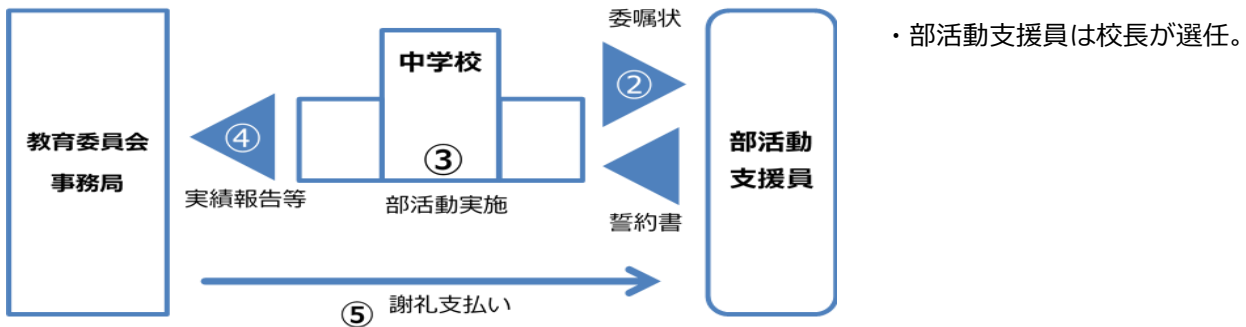 委嘱状
・部活動支援員は校長が選任。
中学校
②
教育委員会
事務局
④
③
部活動
支援員
実績報告等
部活動実施
誓約書
⑤ 謝礼支払い